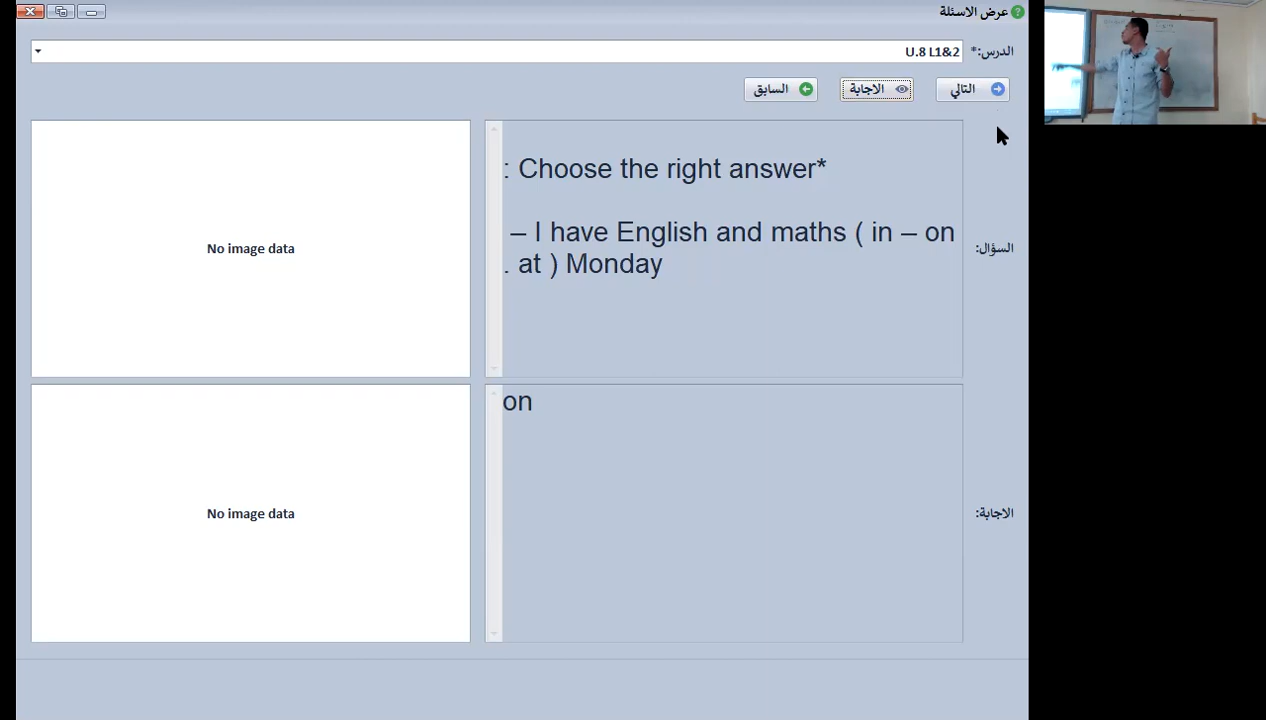 عرض الاسئلة
الدرس:*
U.8 L1&2
التالي
الاجابة
السابق
السؤال:
: Choose the right answer*
– I have English and maths ( in – on
. at ) Monday
No image data
الاجابة:
on
No image data